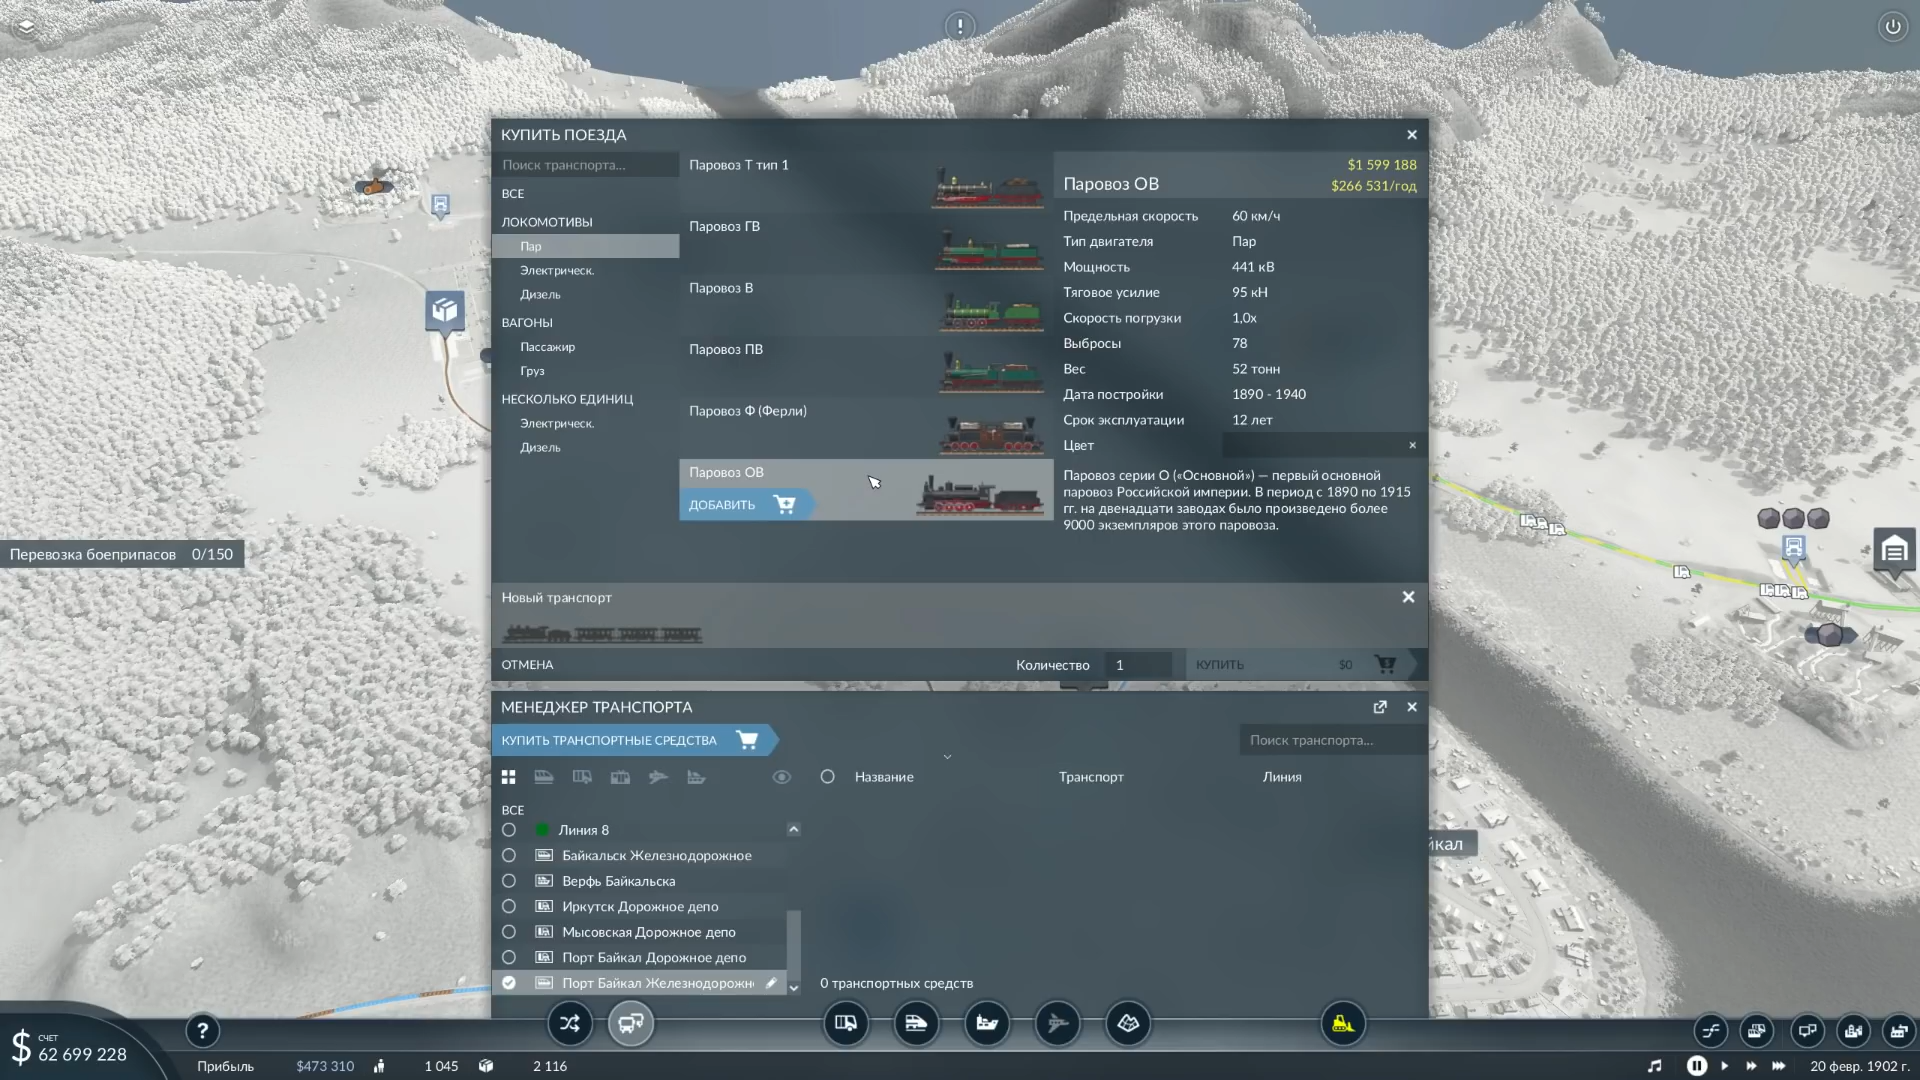 КУПИТЬ ПОЕЗДА
Поиск транспорта...
ВСЕ
ЛОКОМОТИВЫ
Пар
Электрическ.
Дизель
ВАГОНЫ
Пассажир
Груз
НЕСКОЛЬКО ЕДИНИЦ
Электрическ.
Дизель
Паровоз Т тип 1
Паровоз ГВ
Паровоз В
Паровоз ПВ
Паровоз Ф (Ферли)
Паровоз ОВ
ДОБАВИТЬ
$1 599 188
Паровоз ОВ
$266 531/год
Предельная скорость 60 км/ч
Тип двигателя Пар
Мощность 441 кВ
Тяговое усилие 95 кН
Скорость погрузки 1,0x
Выбросы 78
Вес 52 тонн
Дата постройки 1890 - 1940
Срок эксплуатации 12 лет
Цвет
Паровоз серии О («Основной») — первый основной
паровоз Российской империи. В период с 1890 по 1915
гг. на двенадцати заводах было произведено более
9000 экземпляров этого паровоза.
Перевозка боеприпасов 0/150
Новый транспорт
ОТМЕНА
Количество 1
КУПИТЬ $0
МЕНЕДЖЕР ТРАНСПОРТА
КУПИТЬ ТРАНСПОРТНЫЕ СРЕДСТВА
Поиск транспорта...
Название Транспорт Линия
ВСЕ
Линия 8
Байкальск Железнодорожное
Верфь Байкальска
Иркутск Дорожное депо
Мысовская Дорожное депо
Порт Байкал Дорожное депо
Порт Байкал Железнодорожн
0 транспортных средств
йкал
$ СЧЕТ
62 699 228
?
Прибыль $473 310
1 045
2 116
20 февр. 1902 г.